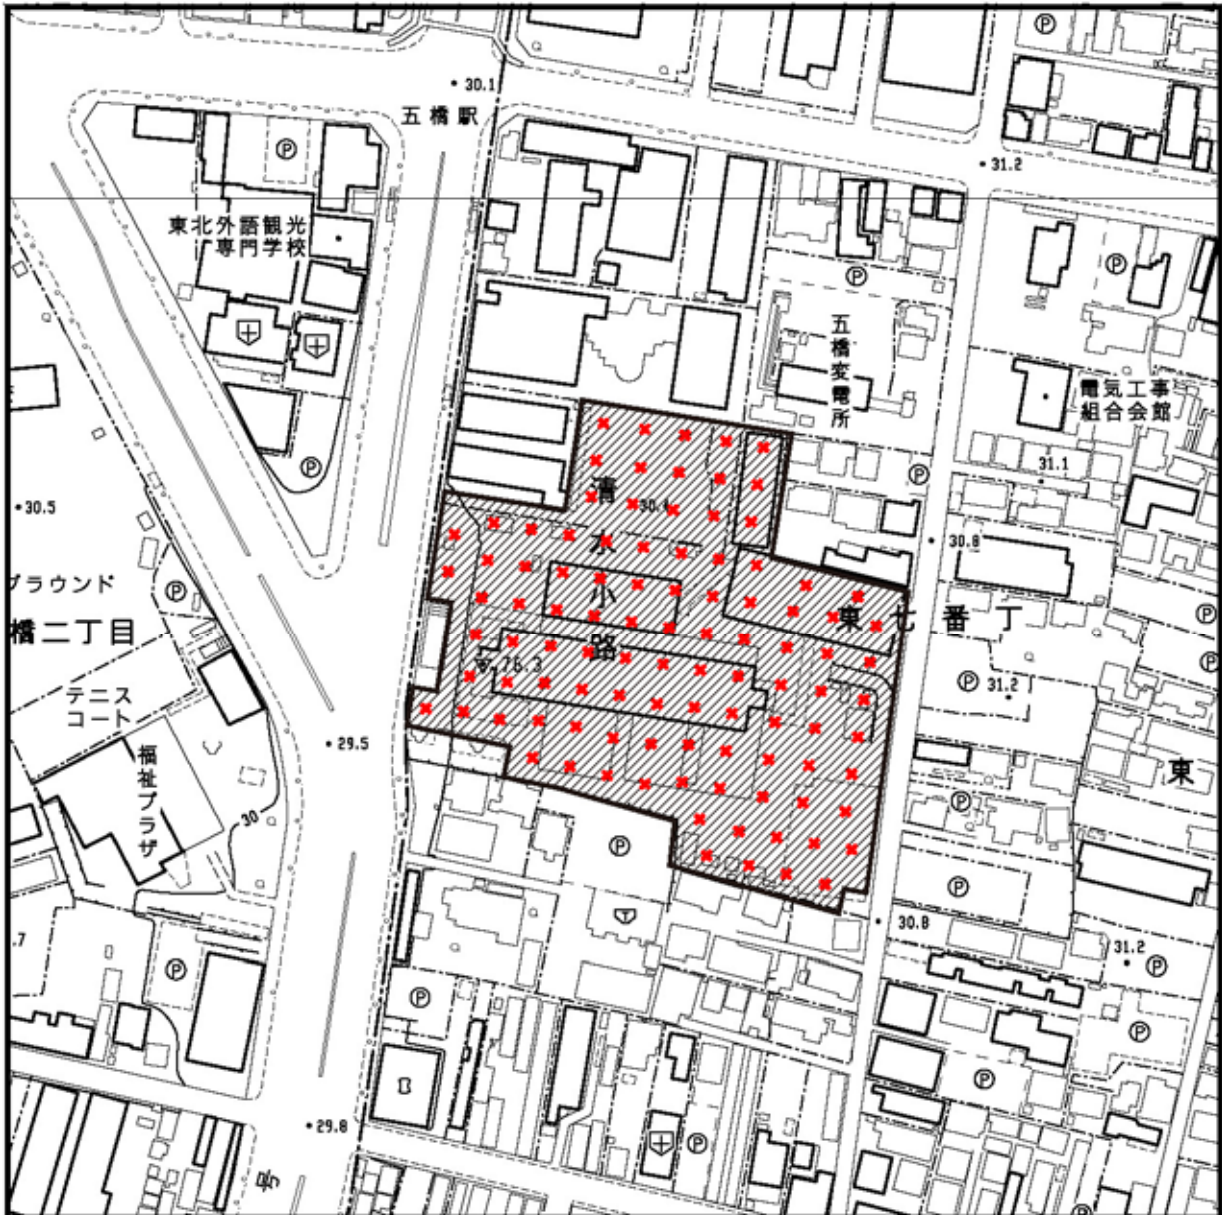 30.1
五橋駅
31.2
東北外語観光
専門学校
五橋変電所
電気工事
組合会館
31.1
30.5
清水小路
30.4
30.8
グラウンド
橋二丁目
東七番丁
76.3
テニス
コート
31.2
29.5
福祉プラザ
東
30
30.8
31.2
.7
29.8